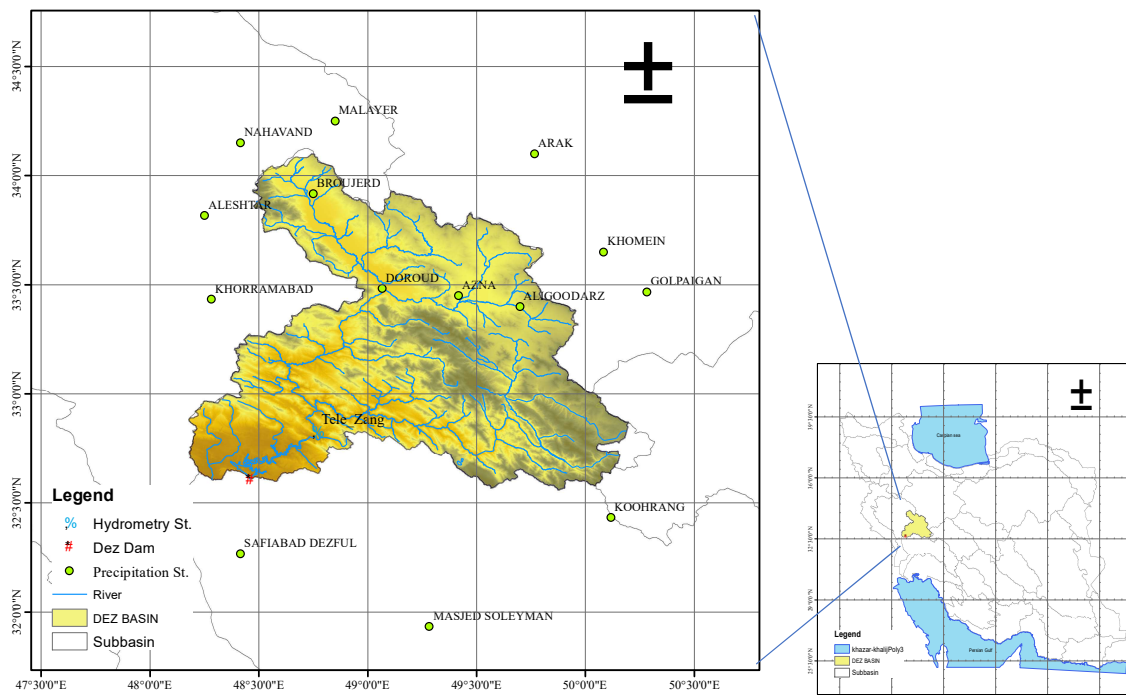 34°30'0"N
34°0'0"N
33°30'0"N
33°0'0"N
32°30'0"N
32°0'0"N
MALAYER
NAHAVAND
ARAK
BROUJERD
ALESHTAR
KHOMEIN
DOROUD
AZNA
GOLPAIGAN
KHORRAMABAD
ALIGOODARZ
Tele Zang
#
KOOHRANG
SAFIABAD DEZFUL
MASJED SOLEYMAN
Legend
% Hydrometry St.
# Dez Dam
Precipitation St.
River
DEZ BASIN
Subbasin
47°30'0"E 48°0'0"E 48°30'0"E 49°0'0"E 49°30'0"E 50°0'0"E 50°30'0"E
Caspian sea
Persian Gulf
Legend
khazar-khalijPoly3
DEZ BASIN
Subbasin